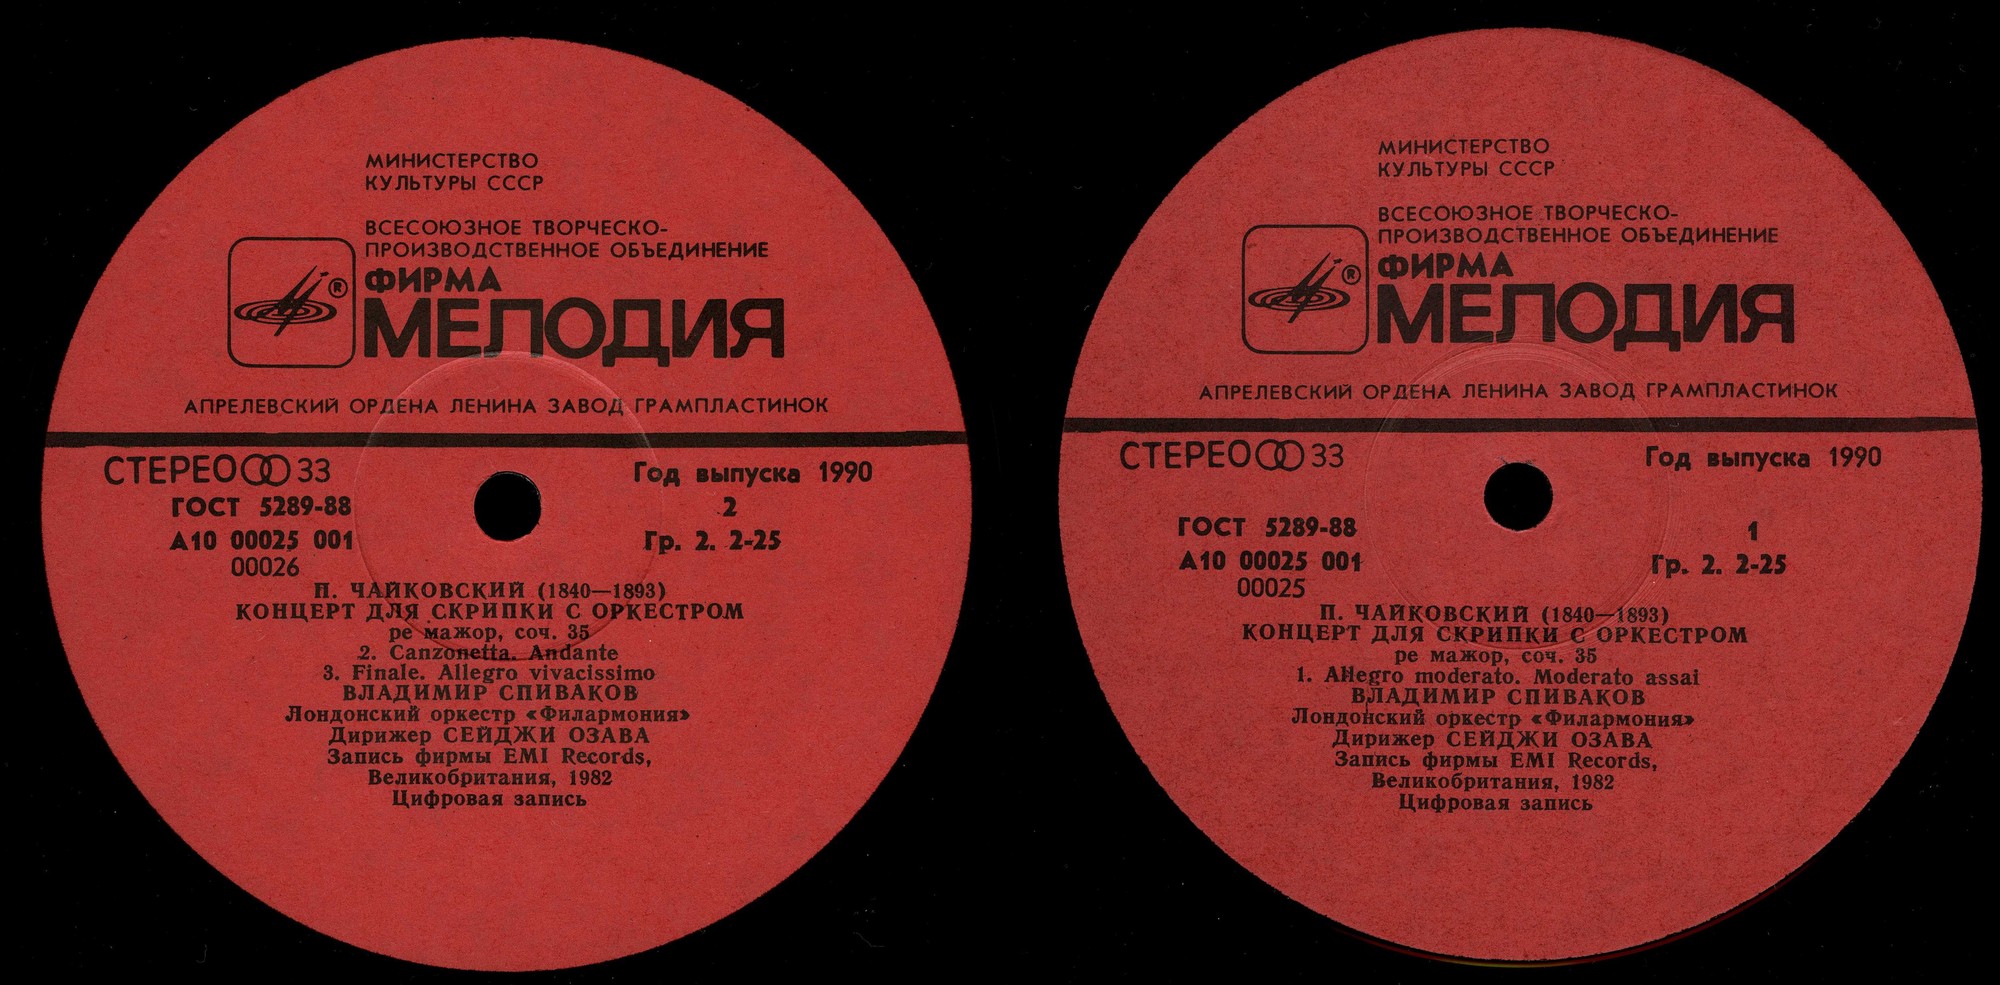 МИНИСТЕРСТВО
КУЛЬТУРЫ СССР
ВСЕСОЮЗНОЕ ТВОРЧЕСКО-
ПРОИЗВОДСТВЕННОЕ ОБЪЕДИНЕНИЕ
ФИРМА
®
МЕЛОДИЯ
АПРЕЛЕВСКИЙ ОРДЕНА ЛЕНИНА ЗАВОД ГРАМПЛАСТИНОК
СТЕРЕО 33
Год выпуска 1990
ГОСТ 5289-88
2
А10 00025 001
Гр. 2. 2-25
00026
П. ЧАЙКОВСКИЙ (1840—1893)
КОНЦЕРТ ДЛЯ СКРИПКИ С ОРКЕСТРОМ
ре мажор, соч. 35
2. Canzonetta. Andante
3. Finale. Allegro vivacissimo
ВЛАДИМИР СПИВАКОВ
Лондонский оркестр «Филармония»
Дирижер СЕЙДЖИ ОЗАВА
Запись фирмы EMI Records,
Великобритания, 1982
Цифровая запись
МИНИСТЕРСТВО
КУЛЬТУРЫ СССР
ВСЕСОЮЗНОЕ ТВОРЧЕСКО-
ПРОИЗВОДСТВЕННОЕ ОБЪЕДИНЕНИЕ
ФИРМА
®
МЕЛОДИЯ
АПРЕЛЕВСКИЙ ОРДЕНА ЛЕНИНА ЗАВОД ГРАМПЛАСТИНОК
СТЕРЕО 33
Год выпуска 1990
ГОСТ 5289-88
1
А10 00025 001
Гр. 2. 2-25
00025
П. ЧАЙКОВСКИЙ (1840—1893)
КОНЦЕРТ ДЛЯ СКРИПКИ С ОРКЕСТРОМ
ре мажор, соч. 35
1. Allegro moderato. Moderato assai
ВЛАДИМИР СПИВАКОВ
Лондонский оркестр «Филармония»
Дирижер СЕЙДЖИ ОЗАВА
Запись фирмы EMI Records,
Великобритания, 1982
Цифровая запись